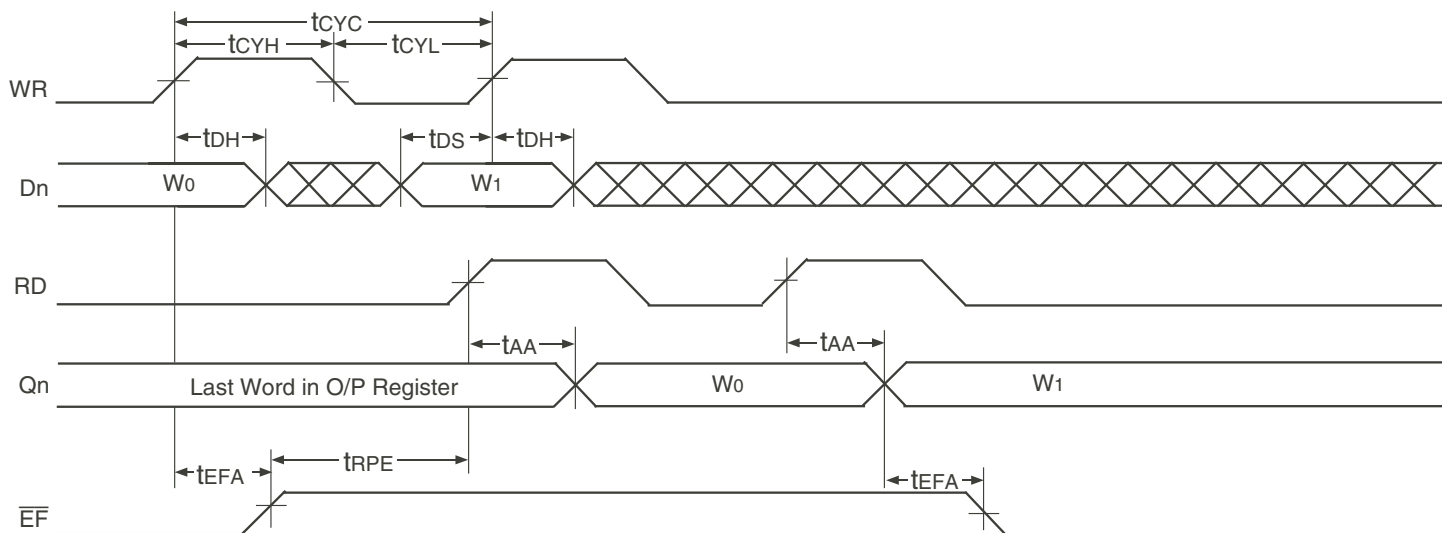 tCYC
tCYH tCYL
WR
tDH tDS tDH
Dn W0 W1
RD
tAA tAA
Qn Last Word in O/P Register W0 W1
tEFA tRPE tEFA
E̅F̅